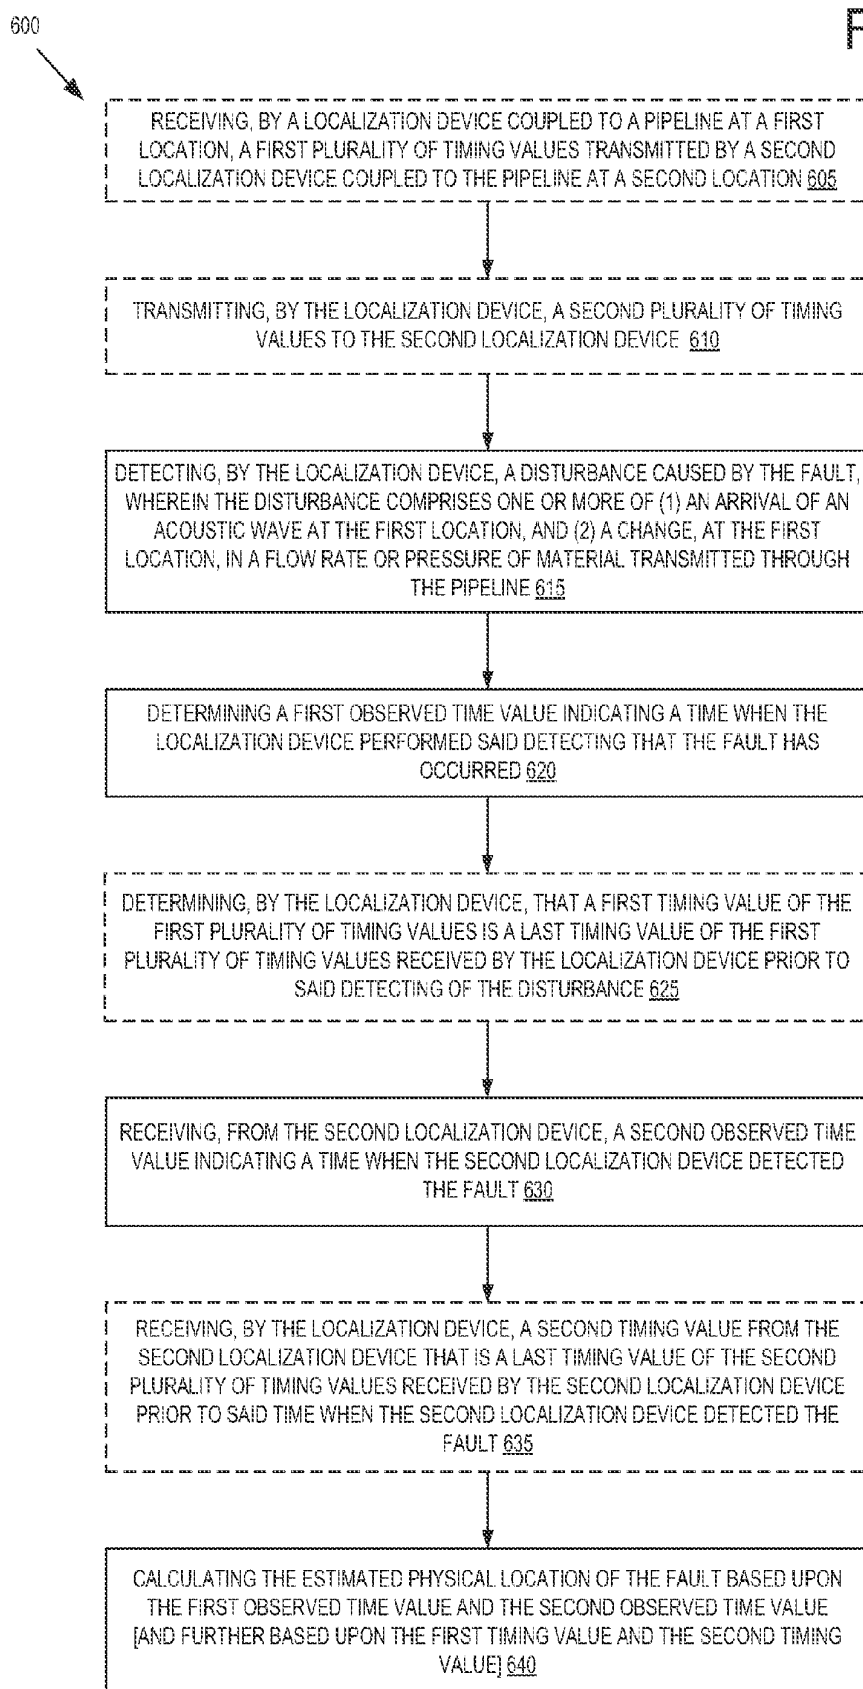 600
F
RECEIVING, BY A LOCALIZATION DEVICE COUPLED TO A PIPELINE AT A FIRST
LOCATION, A FIRST PLURALITY OF TIMING VALUES TRANSMITTED BY A SECOND
LOCALIZATION DEVICE COUPLED TO THE PIPELINE AT A SECOND LOCATION 605
TRANSMITTING, BY THE LOCALIZATION DEVICE, A SECOND PLURALITY OF TIMING
VALUES TO THE SECOND LOCALIZATION DEVICE 610
DETECTING, BY THE LOCALIZATION DEVICE, A DISTURBANCE CAUSED BY THE FAULT,
WHEREIN THE DISTURBANCE COMPRISES ONE OR MORE OF (1) AN ARRIVAL OF AN
ACOUSTIC WAVE AT THE FIRST LOCATION, AND (2) A CHANGE, AT THE FIRST
LOCATION, IN A FLOW RATE OR PRESSURE OF MATERIAL TRANSMITTED THROUGH
THE PIPELINE 615
DETERMINING A FIRST OBSERVED TIME VALUE INDICATING A TIME WHEN THE
LOCALIZATION DEVICE PERFORMED SAID DETECTING THAT THE FAULT HAS
OCCURRED 620
DETERMINING, BY THE LOCALIZATION DEVICE, THAT A FIRST TIMING VALUE OF THE
FIRST PLURALITY OF TIMING VALUES IS A LAST TIMING VALUE OF THE FIRST
PLURALITY OF TIMING VALUES RECEIVED BY THE LOCALIZATION DEVICE PRIOR TO
SAID DETECTING OF THE DISTURBANCE 625
RECEIVING, FROM THE SECOND LOCALIZATION DEVICE, A SECOND OBSERVED TIME
VALUE INDICATING A TIME WHEN THE SECOND LOCALIZATION DEVICE DETECTED
THE FAULT 630
RECEIVING, BY THE LOCALIZATION DEVICE, A SECOND TIMING VALUE FROM THE
SECOND LOCALIZATION DEVICE THAT IS A LAST TIMING VALUE OF THE SECOND
PLURALITY OF TIMING VALUES RECEIVED BY THE SECOND LOCALIZATION DEVICE
PRIOR TO SAID TIME WHEN THE SECOND LOCALIZATION DEVICE DETECTED THE
FAULT 635
CALCULATING THE ESTIMATED PHYSICAL LOCATION OF THE FAULT BASED UPON
THE FIRST OBSERVED TIME VALUE AND THE SECOND OBSERVED TIME VALUE
[AND FURTHER BASED UPON THE FIRST TIMING VALUE AND THE SECOND TIMING
VALUE] 640